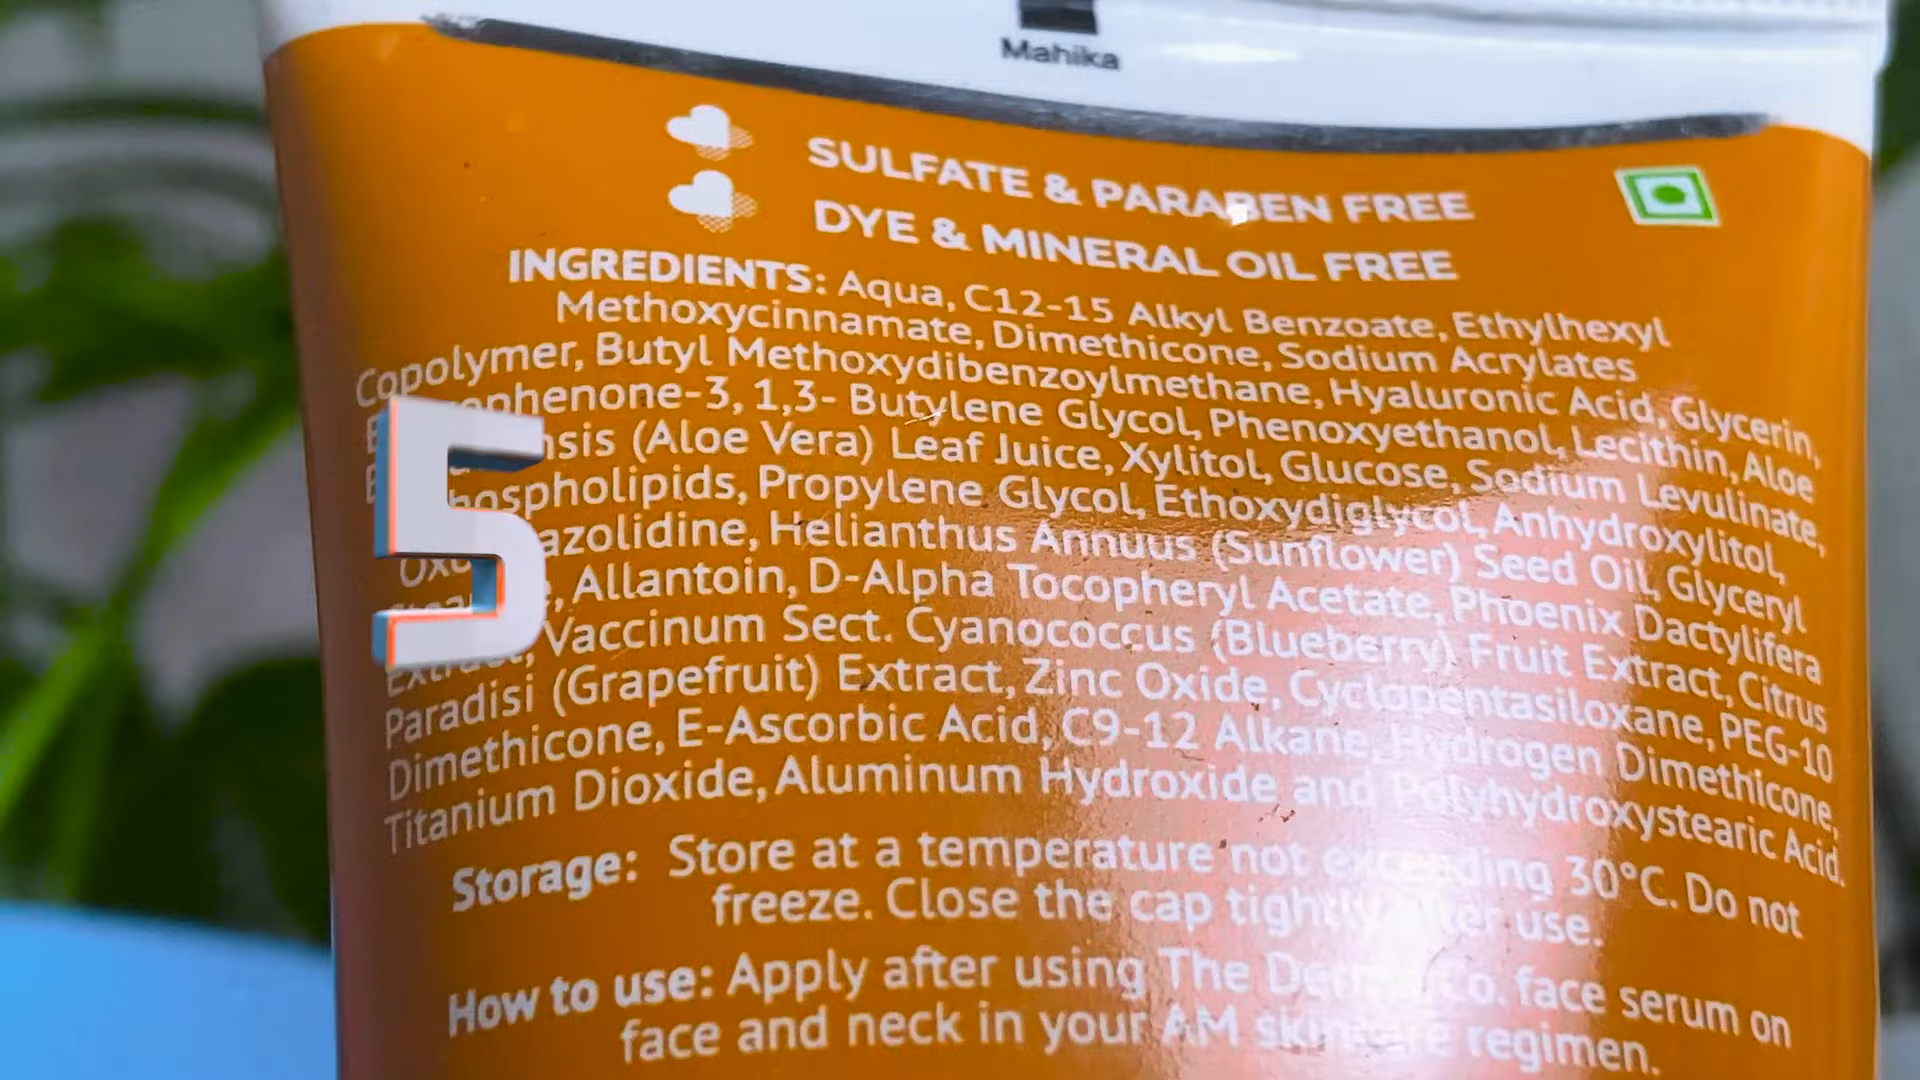 Mahika
SULFATE & PARABEN FREE
DYE & MINERAL OIL FREE
INGREDIENTS: Aqua, C12-15 Alkyl Benzoate, Ethylhexyl
Methoxycinnamate, Dimethicone, Sodium Acrylates
Copolymer, Butyl Methoxydibenzoylmethane, Hyaluronic Acid, Glycerin,
1,3- Butylene Glycol, Phenoxyethanol, Lecithin, Aloe
(Aloe Vera) Leaf Juice, Xylitol, Glucose, Sodium Levulinate,
Propylene Glycol, Ethoxydiglycol, Anhydroxylitol,
Helianthus Annuus (Sunflower) Seed Oil, Glyceryl
Allantoin, D-Alpha Tocopheryl Acetate, Phoenix Dactylifera
Vaccinum Sect. Cyanococcus (Blueberry) Fruit Extract, Citrus
Paradisi (Grapefruit) Extract, Zinc Oxide, Cyclopentasiloxane, PEG-10
Dimethicone, E-Ascorbic Acid, C9-12 Alkane, Hydrogen Dimethicone,
Titanium Dioxide, Aluminum Hydroxide and Polyhydroxystearic Acid.
5
Storage: Store at a temperature not exceeding 30°C. Do not
freeze. Close the cap tightly after use.
How to use: Apply after using The Co. face serum on
face and neck in your AM regimen.